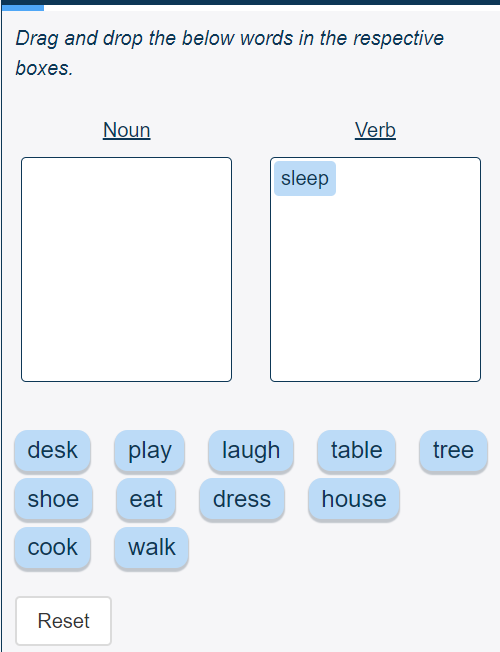 Drag and drop the below words in the respective
boxes.
Noun Verb
sleep
desk play laugh table tree
shoe eat dress house
cook walk
Reset